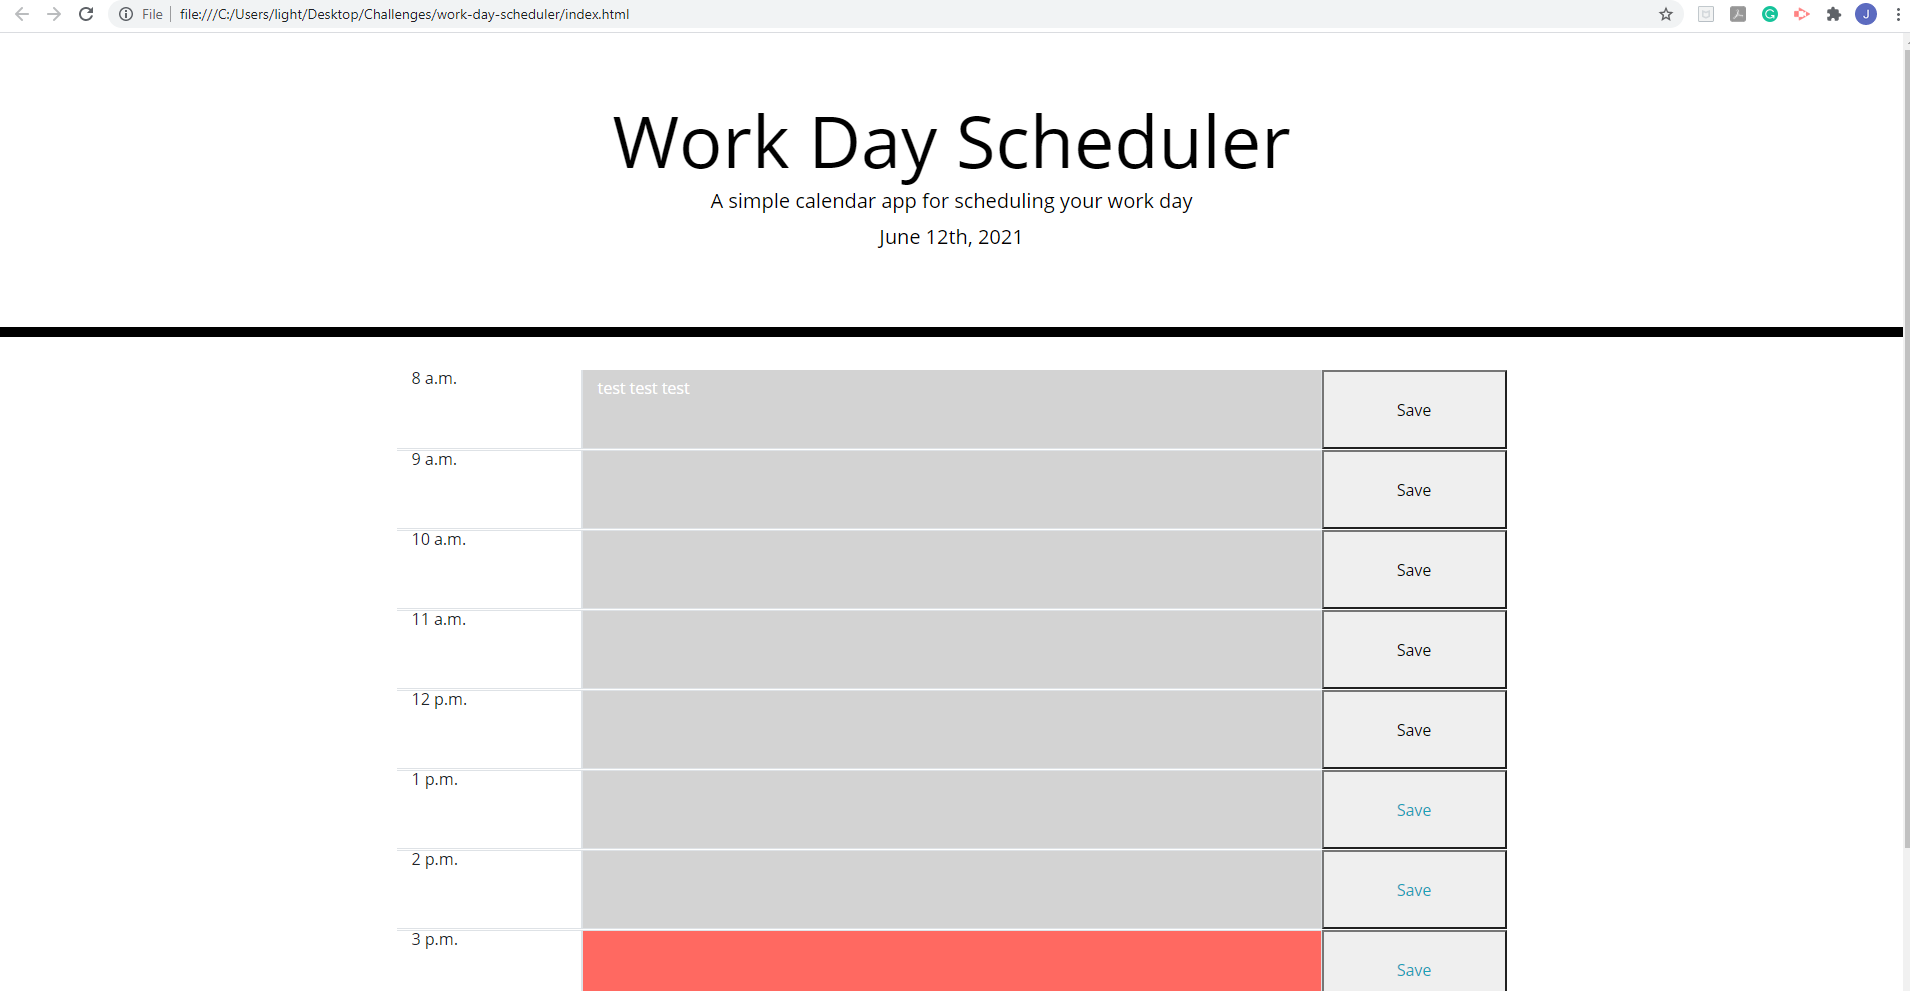 File file:///C:/Users/light/Desktop/Challenges/work-day-scheduler/index.html
J
Work Day Scheduler
A simple calendar app for scheduling your work day
June 12th, 2021
8 a.m. test test test Save
9 a.m. Save
10 a.m. Save
11 a.m. Save
12 p.m. Save
1 p.m. Save
2 p.m. Save
3 p.m. Save